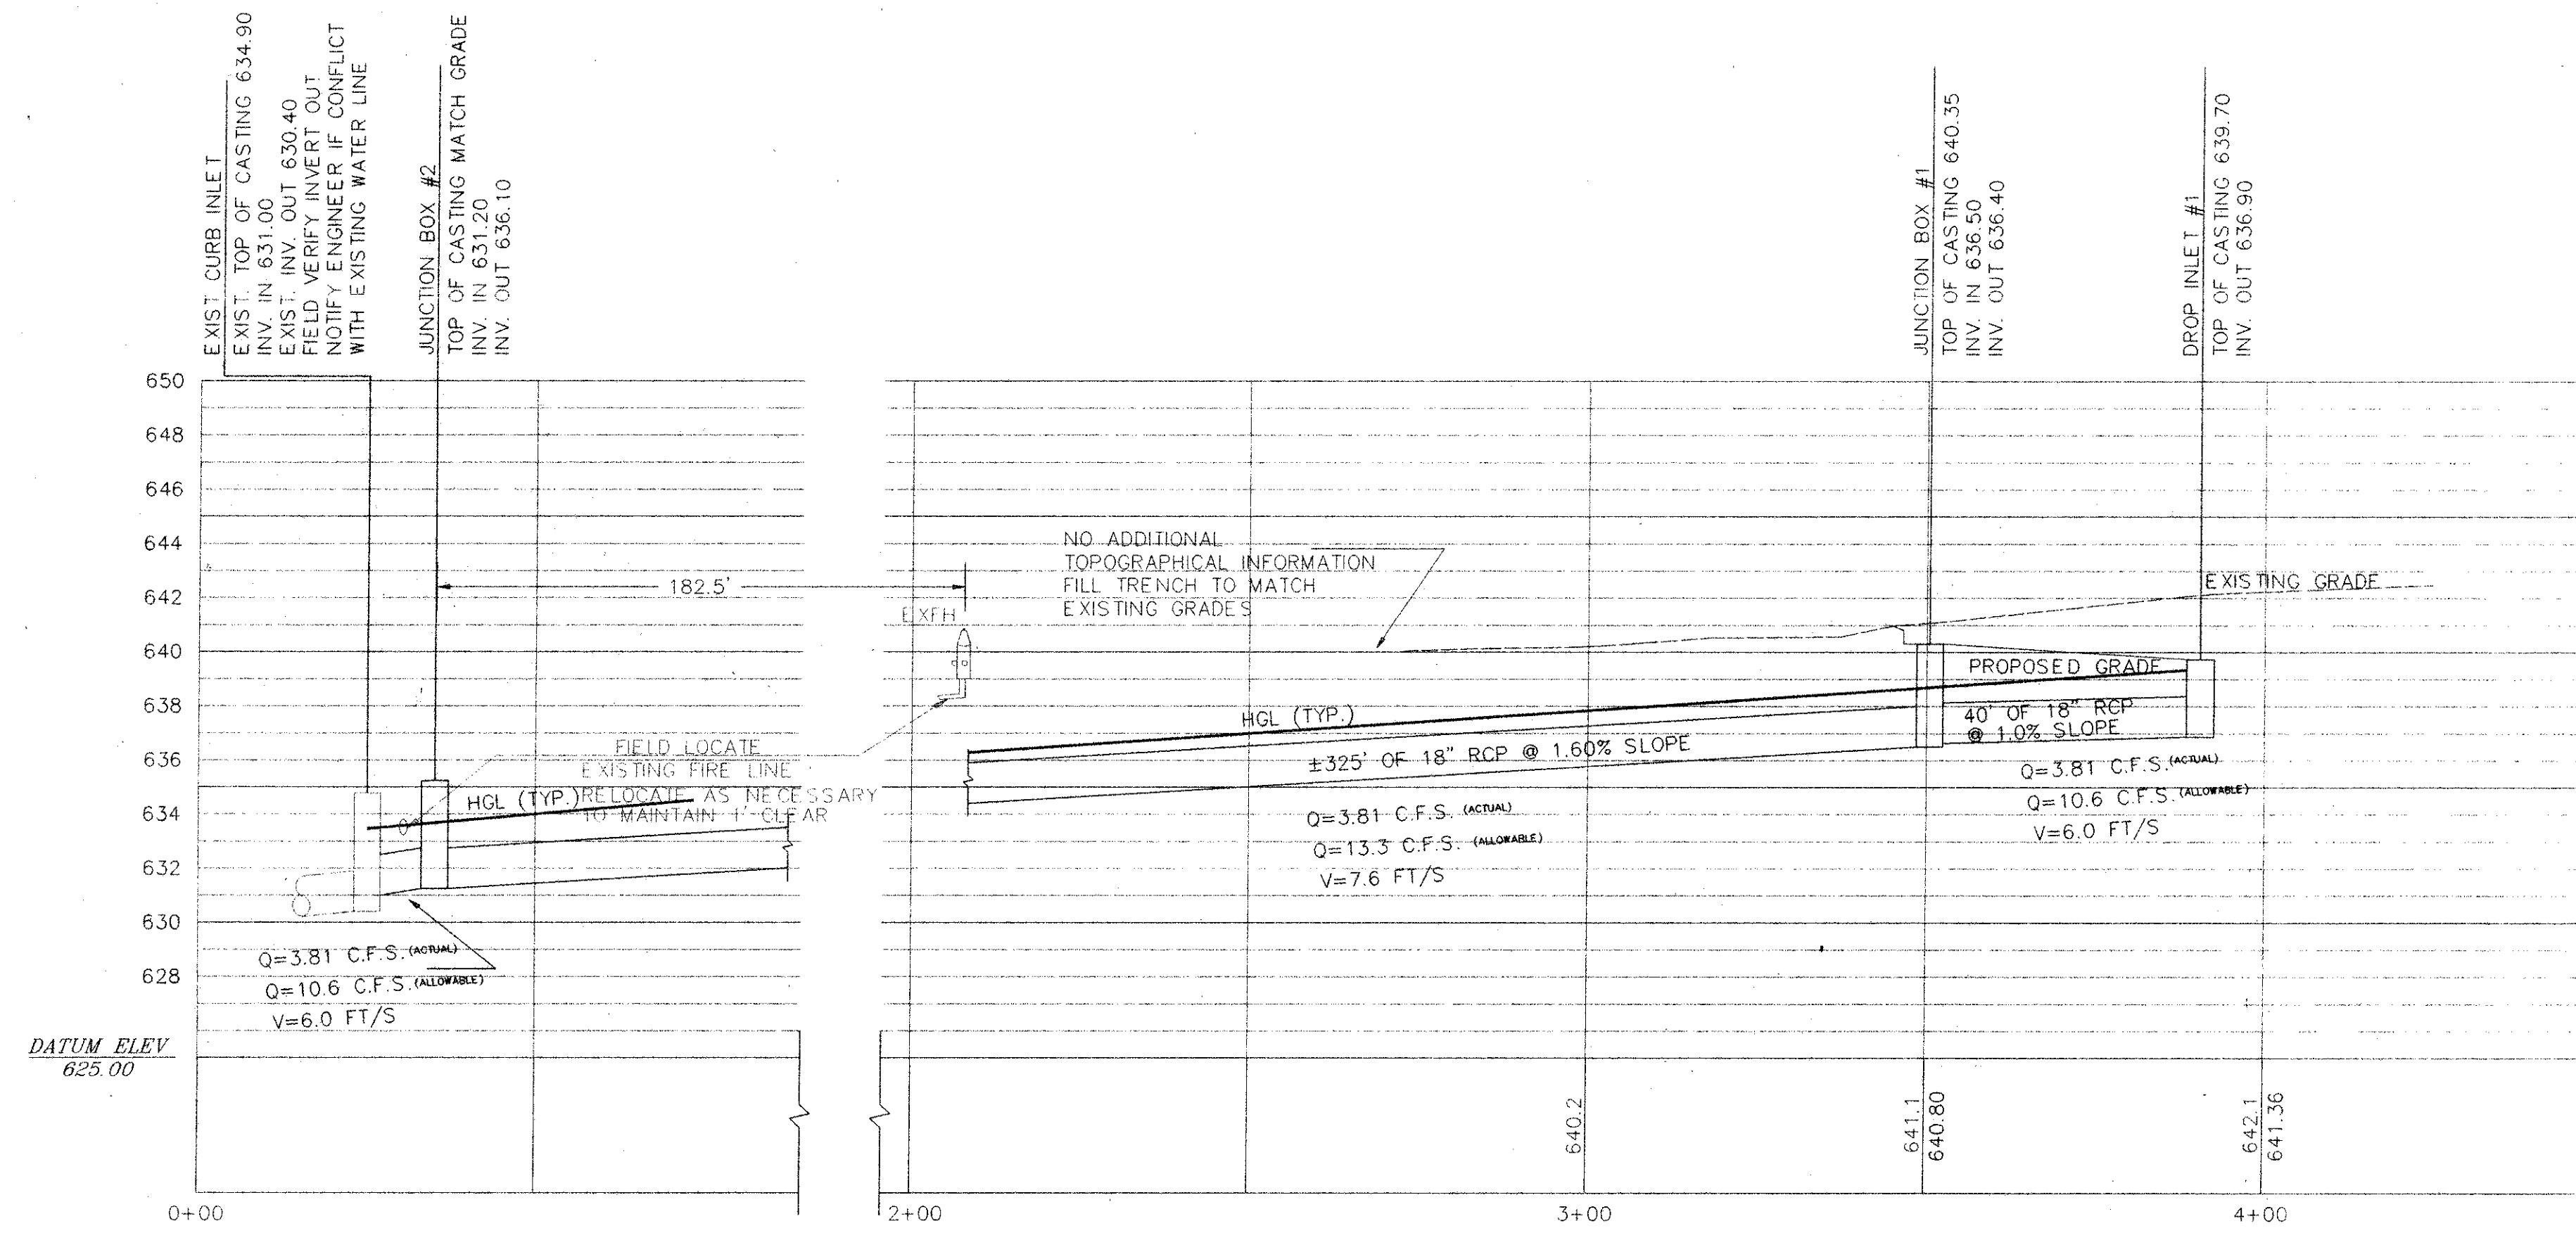 EXIST CURB INLET
EXIST. TOP OF CASTING 634.90
INV. IN 631.00
EXIST. INV. OUT 630.40
FIELD VERIFY INVERT OUT
NOTIFY ENGINEER IF CONFLICT
WITH EXISTING WATER LINE
JUNCTION BOX #2
TOP OF CASTING MATCH GRADE
INV. IN 631.20
INV. OUT 636.10
JUNCTION BOX #1
TOP OF CASTING 640.35
INV. IN 636.50
INV. OUT 636.40
DROP INLET #1
TOP OF CASTING 639.70
INV. OUT 636.90
650
648
646
644
642
640
638
636
634
632
630
628
DATUM ELEV
625.00
182.5'
EXFH
NO ADDITIONAL
TOPOGRAPHICAL INFORMATION
FILL TRENCH TO MATCH
EXISTING GRADES
EXISTING GRADE
PROPOSED GRADE
HGL (TYP.)
40' OF 18" RCP
@ 1.0% SLOPE
±325' OF 18" RCP @ 1.60% SLOPE
FIELD LOCATE
EXISTING FIRE LINE
RELOCATE AS NECESSARY
TO MAINTAIN 1' CLEAR
HGL (TYP.)
Q=3.81 C.F.S. (ACTUAL)
Q=10.6 C.F.S. (ALLOWABLE)
V=6.0 FT/S
Q=3.81 C.F.S. (ACTUAL)
Q=13.3 C.F.S. (ALLOWABLE)
V=7.6 FT/S
Q=3.81 C.F.S. (ACTUAL)
Q=10.6 C.F.S. (ALLOWABLE)
V=6.0 FT/S
640.2
641.1
640.80
642.1
641.36
0+00
2+00
3+00
4+00